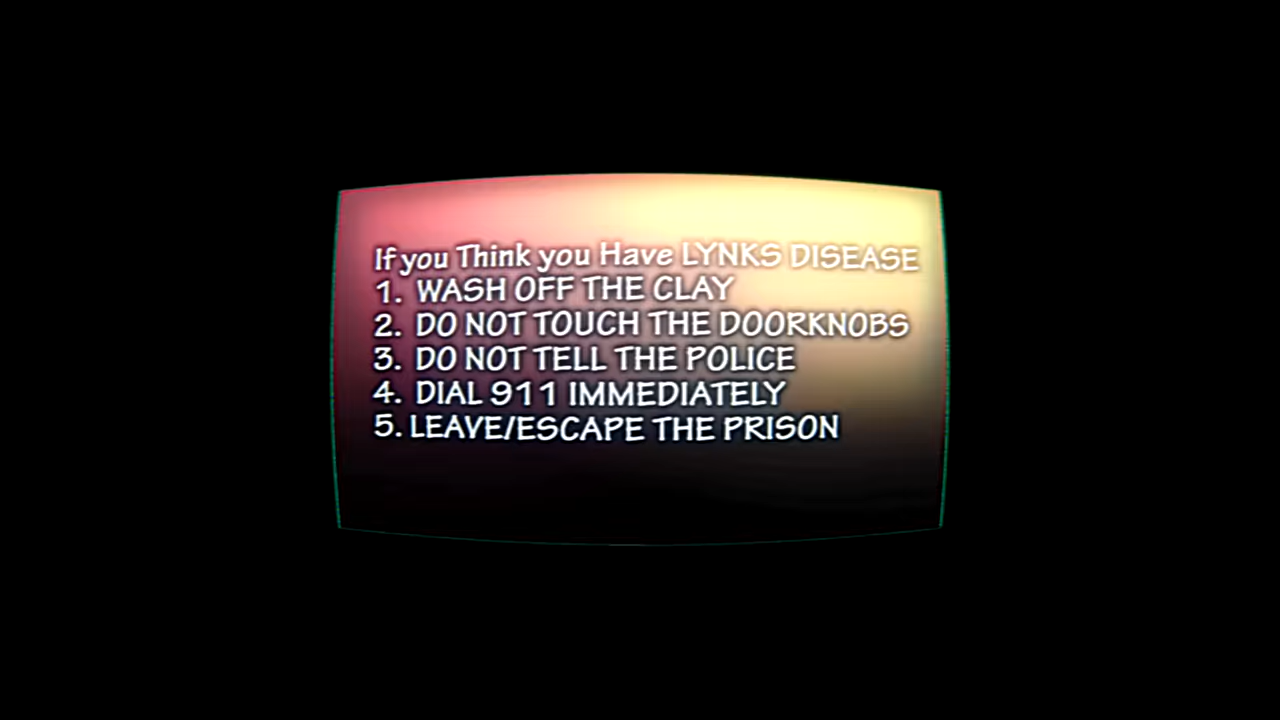 If you Think you Have LYNKS DISEASE
1. WASH OFF THE CLAY
2. DO NOT TOUCH THE DOORKNOBS
3. DO NOT TELL THE POLICE
4. DIAL 911 IMMEDIATELY
5. LEAVE/ESCAPE THE PRISON